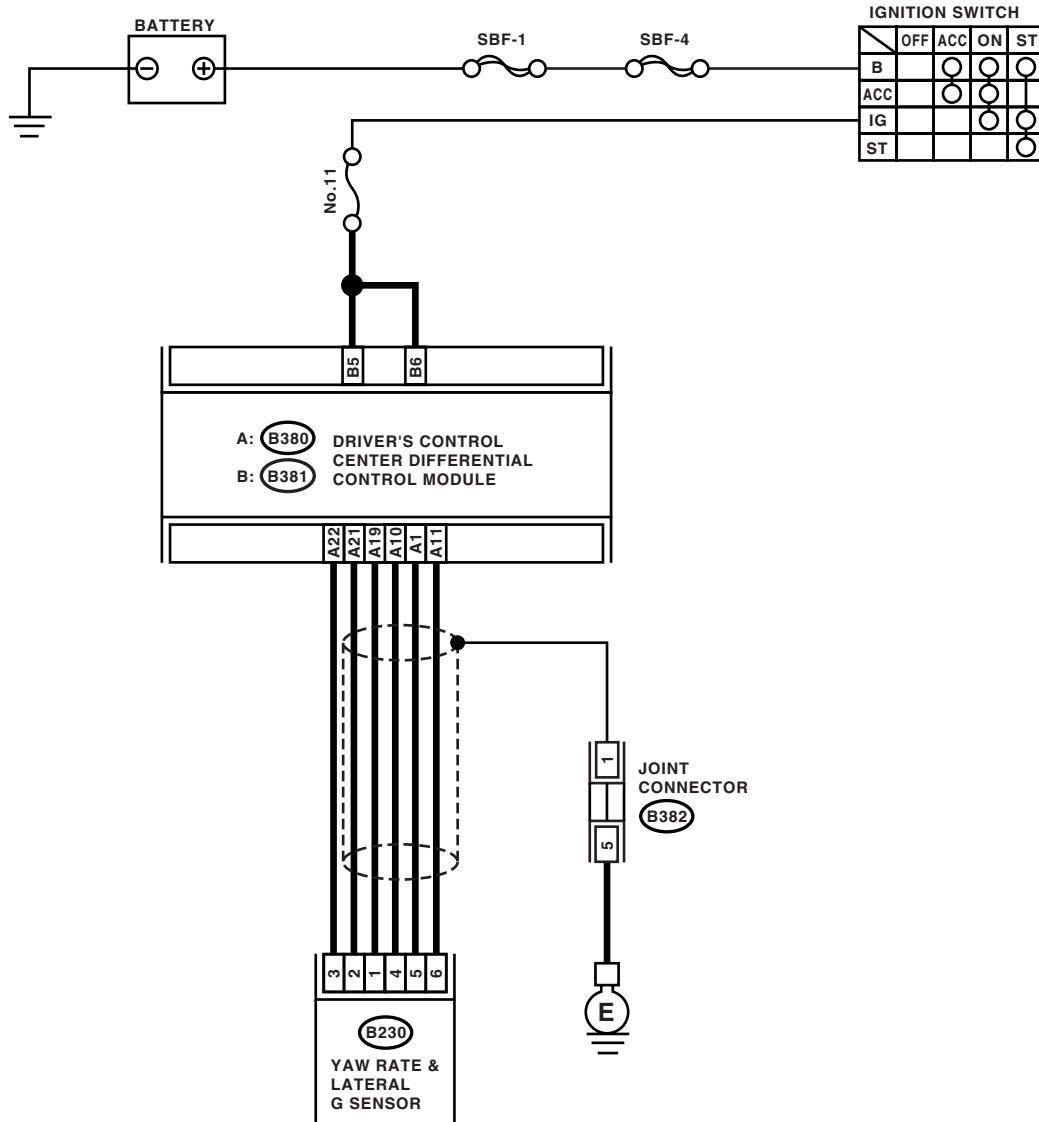 IGNITION SWITCH
BATTERY
SBF-1
SBF-4
OFF ACC ON ST
B
ACC
IG
ST
No.11
B5 B6
A: B380
B: B381
DRIVER'S CONTROL
CENTER DIFFERENTIAL
CONTROL MODULE
A22 A21 A19 A10 A1 A11
1
JOINT
CONNECTOR
B382
5
3 2 1 4 5 6
E
B230
YAW RATE &
LATERAL
G SENSOR